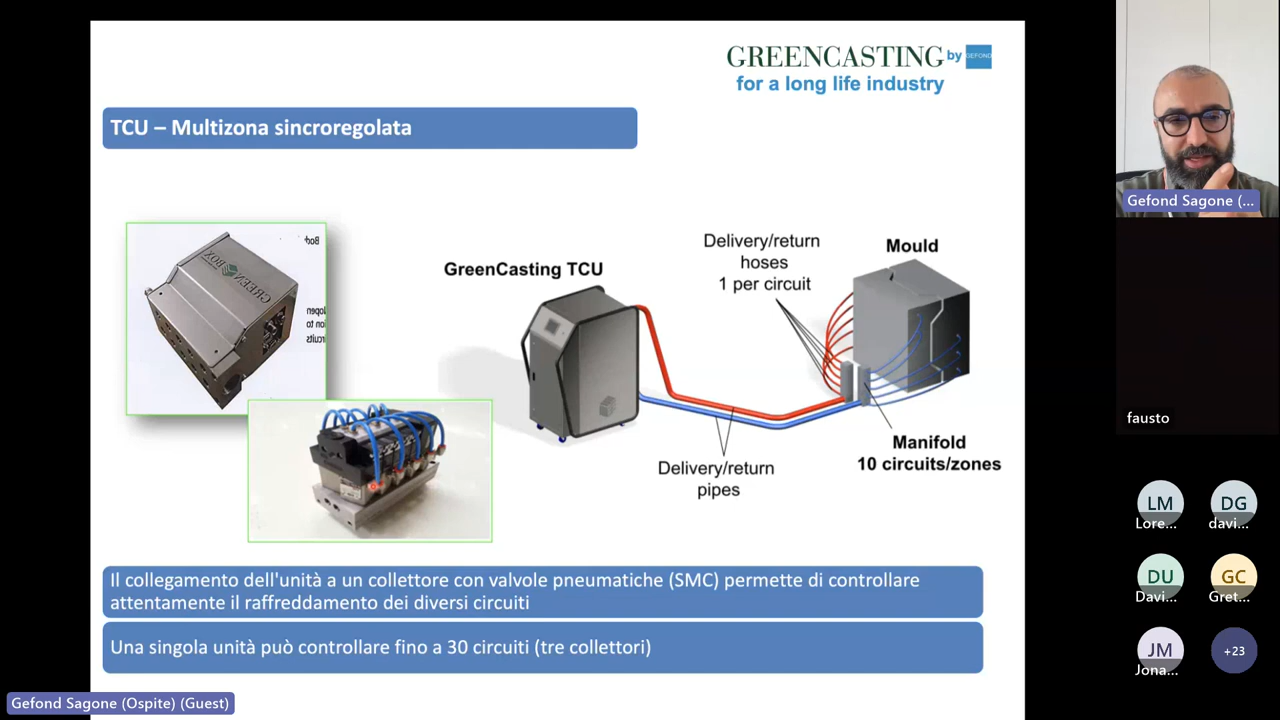 GREENCASTING by GEFOND
for a long life industry
TCU – Multizona sincroregolata
GREEN BOX
GreenCasting TCU
Delivery/return
hoses
1 per circuit
Mould
Manifold
10 circuits/zones
Delivery/return
pipes
Il collegamento dell'unità a un collettore con valvole pneumatiche (SMC) permette di controllare
attentamente il raffreddamento dei diversi circuiti
Una singola unità può controllare fino a 30 circuiti (tre collettori)
Gefond Sagone (Ospite) (Guest)
Gefond Sagone (...
fausto
LM
DG
Lore...
davi...
DU
GC
Davi...
Gret...
JM
+23
Jona...